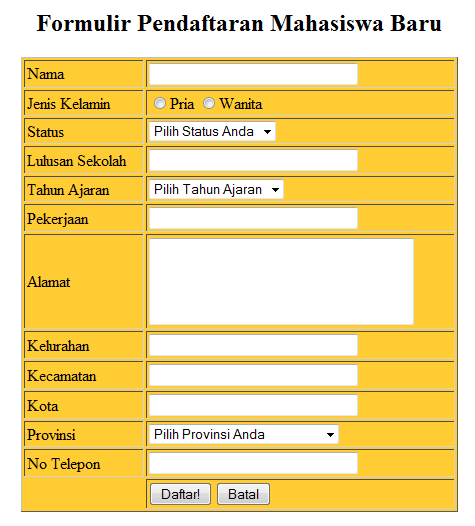 Formulir Pendaftaran Mahasiswa Baru
Nama
Jenis Kelamin Pria Wanita
Status Pilih Status Anda
Lulusan Sekolah
Tahun Ajaran Pilih Tahun Ajaran
Pekerjaan
Alamat
Kelurahan
Kecamatan
Kota
Provinsi Pilih Provinsi Anda
No Telepon
Daftar! Batal